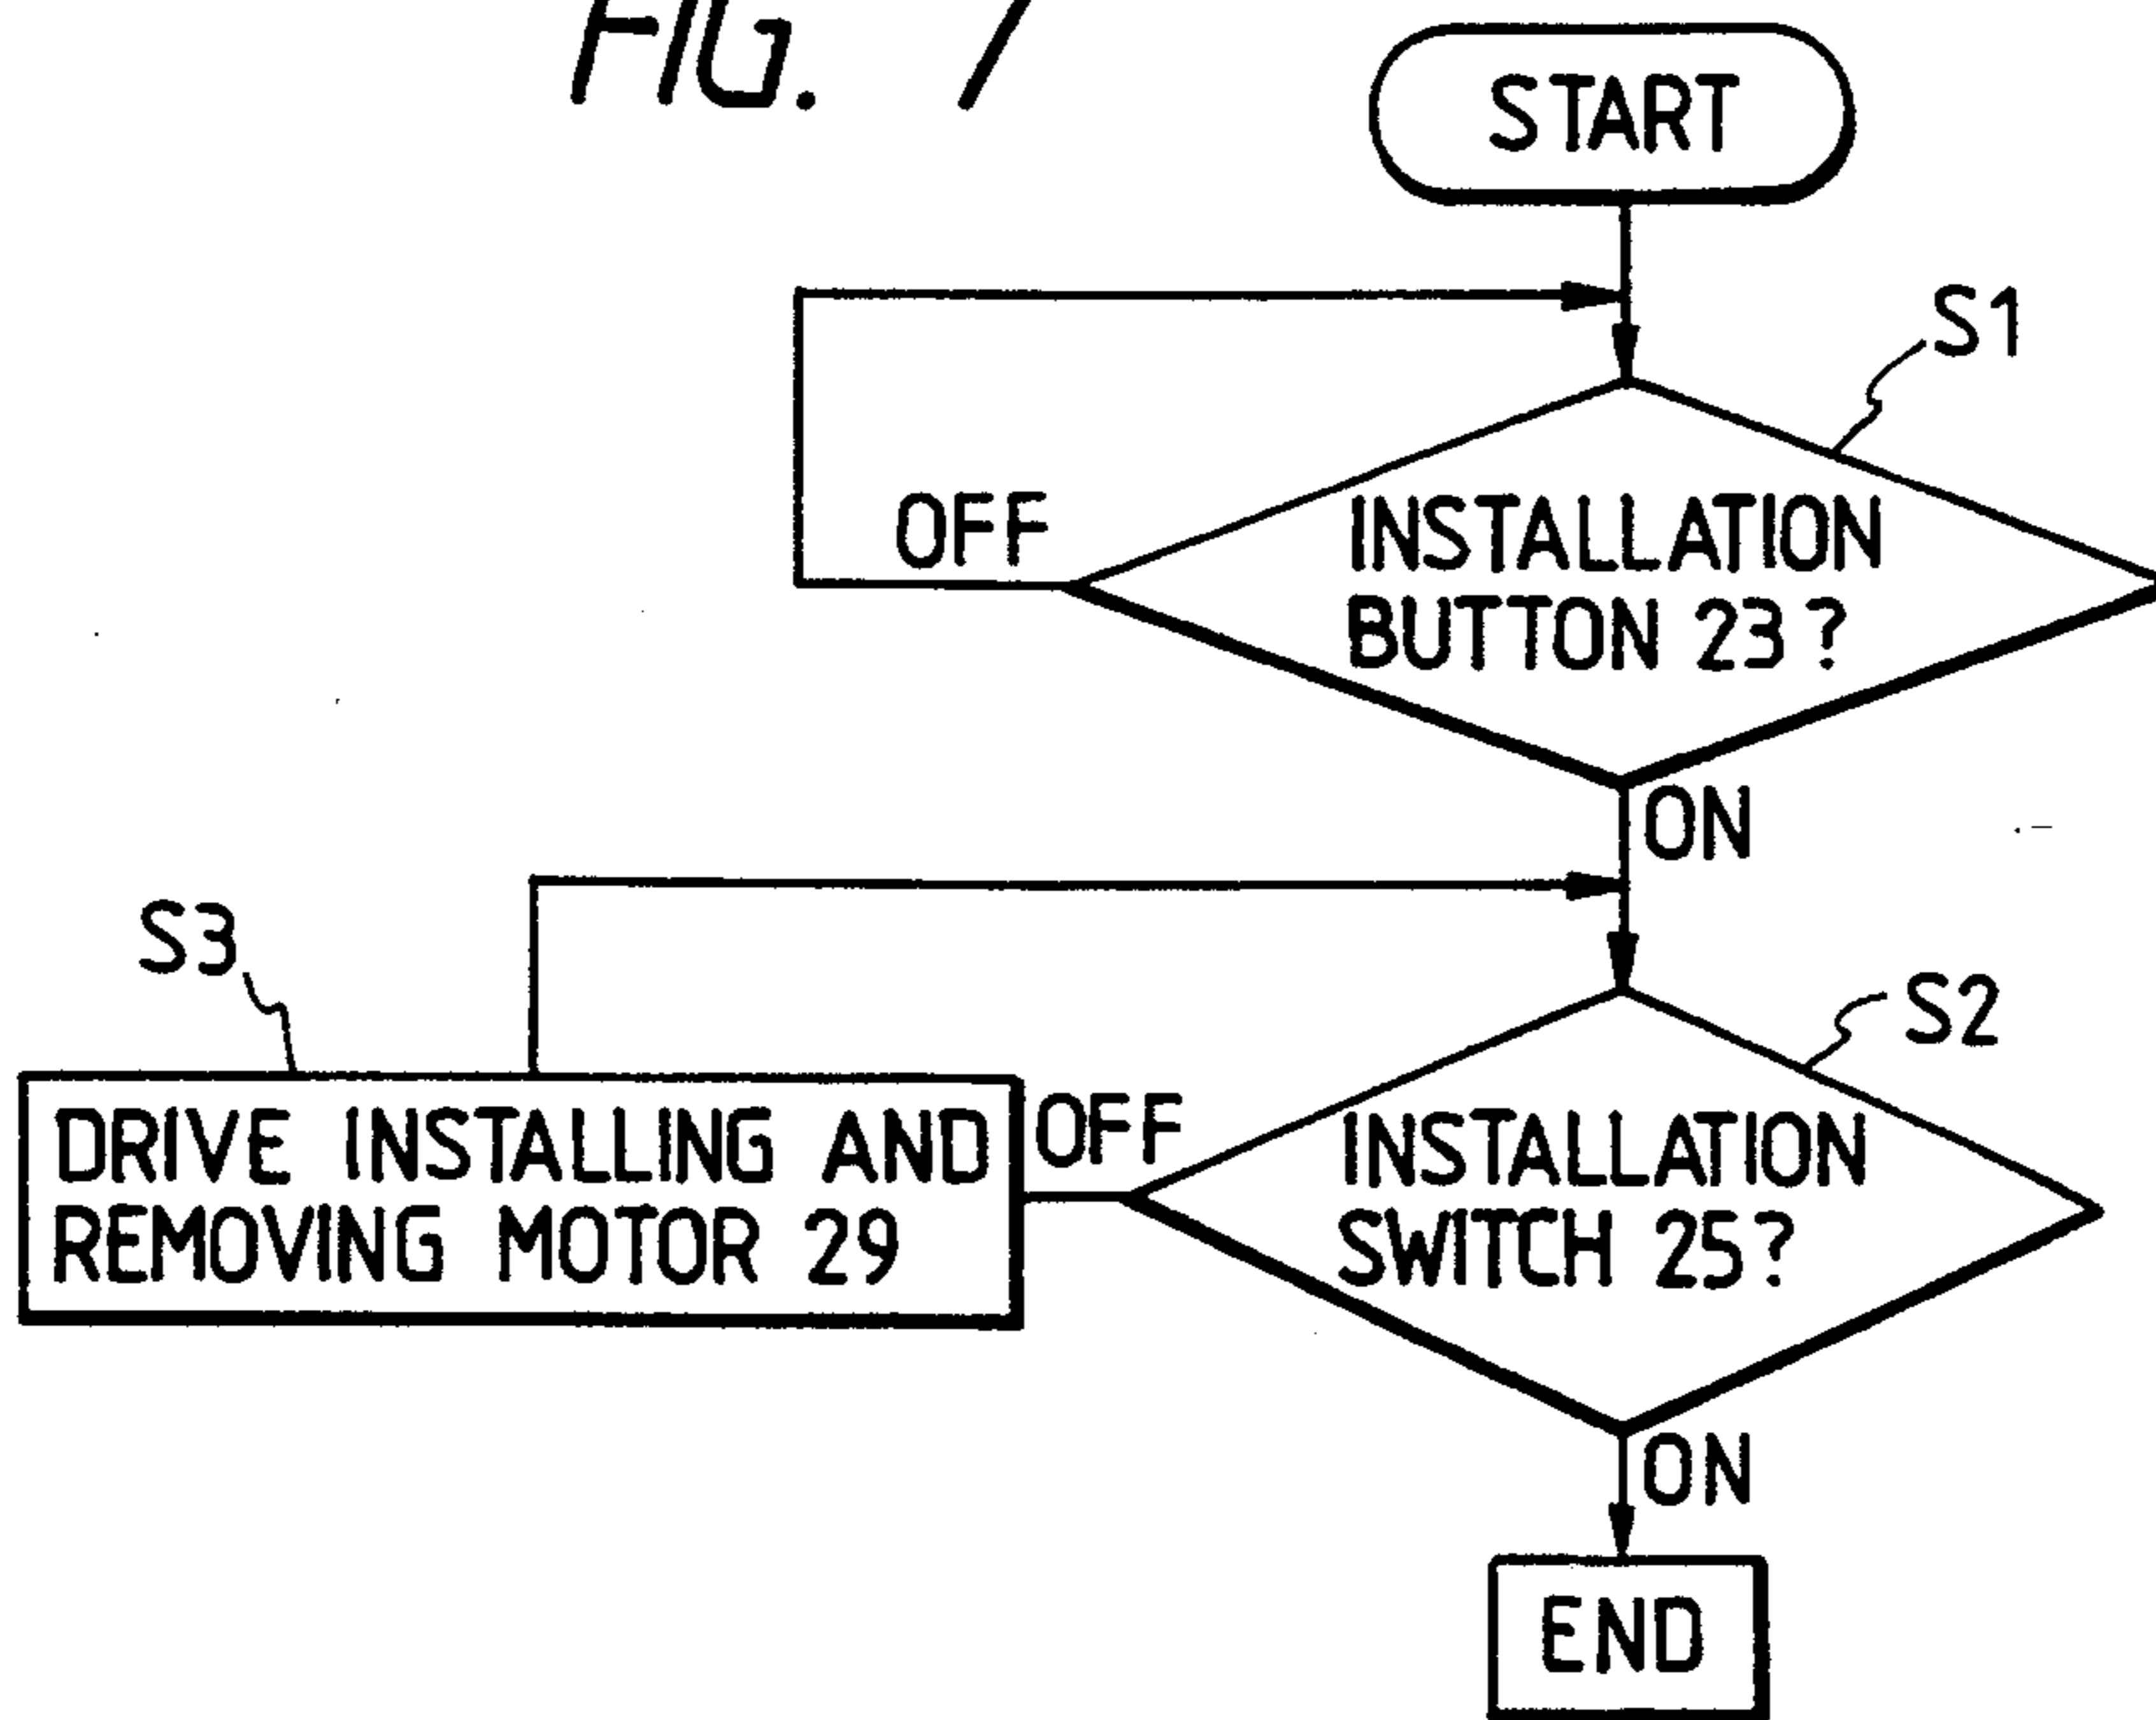 FIG.
START
S1
OFF
INSTALLATION
BUTTON 23?
ON
S3
S2
DRIVE INSTALLING AND
REMOVING MOTOR 29
OFF
INSTALLATION
SWITCH 25?
ON
END